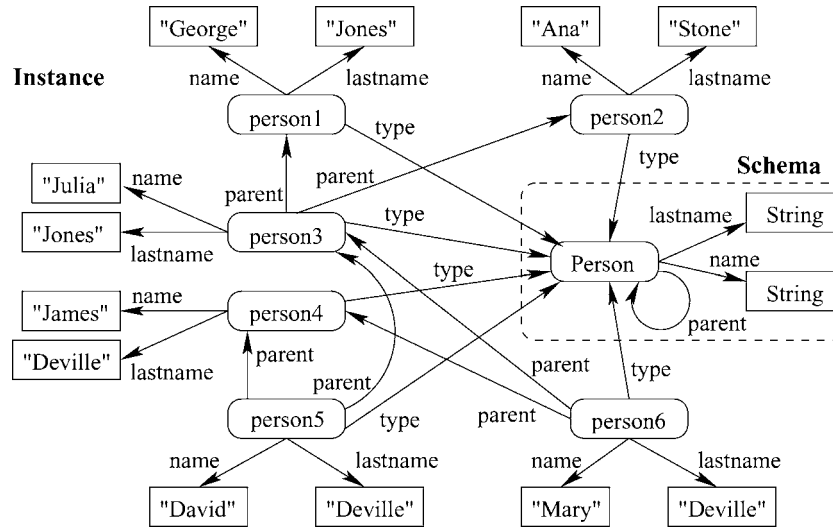 "George" "Jones" "Ana" "Stone"
Instance
name lastname name lastname
person1 person2
type type
Schema
"Julia" name parent parent
lastname String
"Jones" person3 type
lastname
Person name
type
String
"James" name person4
parent
"Deville" parent
lastname parent parent type
parent
person5 type person6
name lastname name lastname
"David" "Deville" "Mary" "Deville"